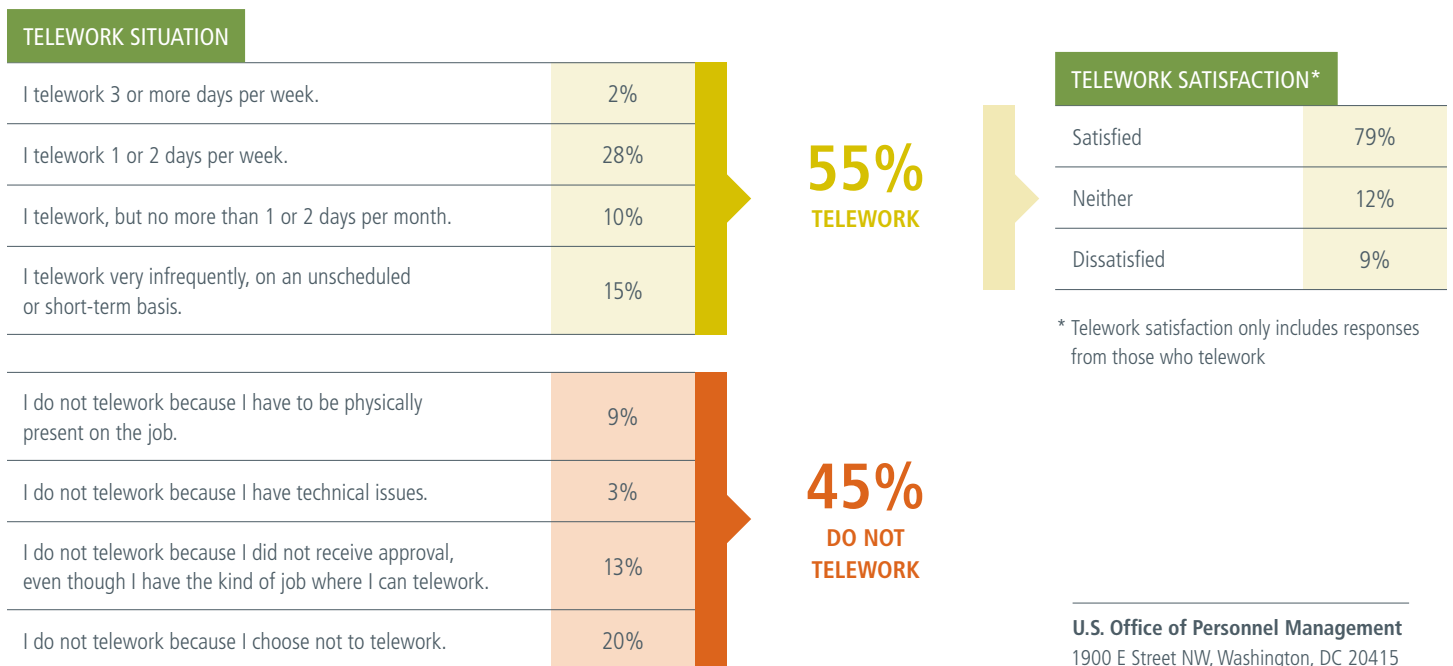 TELEWORK SITUATION
I telework 3 or more days per week. 2%
I telework 1 or 2 days per week. 28%
I telework, but no more than 1 or 2 days per month. 10%
I telework very infrequently, on an unscheduled
or short-term basis. 15%
55%
TELEWORK
I do not telework because I have to be physically
present on the job. 9%
I do not telework because I have technical issues. 3%
I do not telework because I did not receive approval,
even though I have the kind of job where I can telework. 13%
I do not telework because I choose not to telework. 20%
45%
DO NOT
TELEWORK
TELEWORK SATISFACTION*
Satisfied 79%
Neither 12%
Dissatisfied 9%
* Telework satisfaction only includes responses
from those who telework
U.S. Office of Personnel Management
1900 E Street NW, Washington, DC 20415